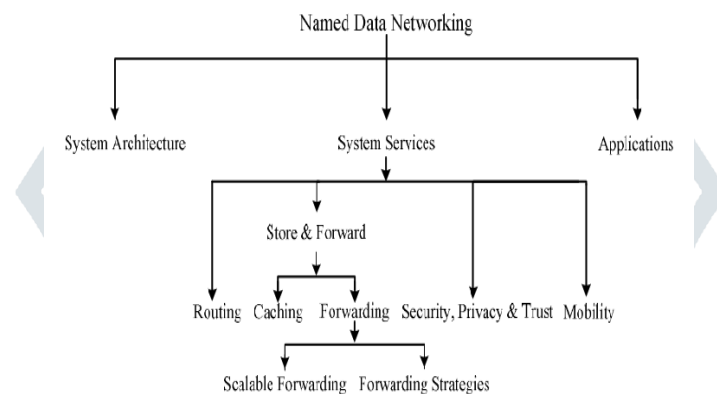 Named Data Networking
System Architecture
System Services
Applications
Store & Forward
Routing
Caching
Forwarding
Security, Privacy & Trust
Mobility
Scalable Forwarding
Forwarding Strategies